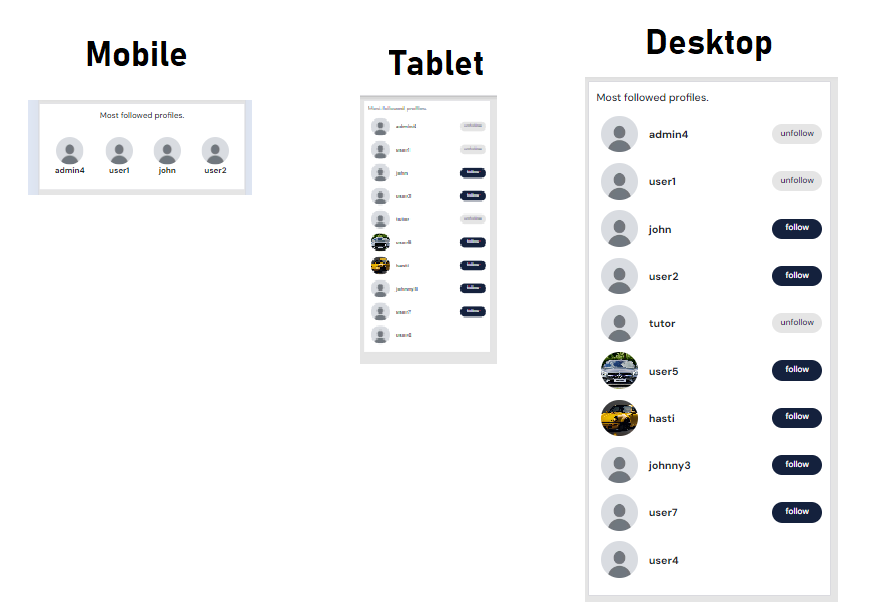 Mobile
Most followed profiles.
admin4 user1 john user2
Tablet
Most followed profiles.
admin4 unfollow
user1 unfollow
john follow
user2 follow
tutor unfollow
user5 follow
hasti follow
johnny3 follow
user7 follow
user4
Desktop
Most followed profiles.
admin4 unfollow
user1 unfollow
john follow
user2 follow
tutor unfollow
user5 follow
hasti follow
johnny3 follow
user7 follow
user4